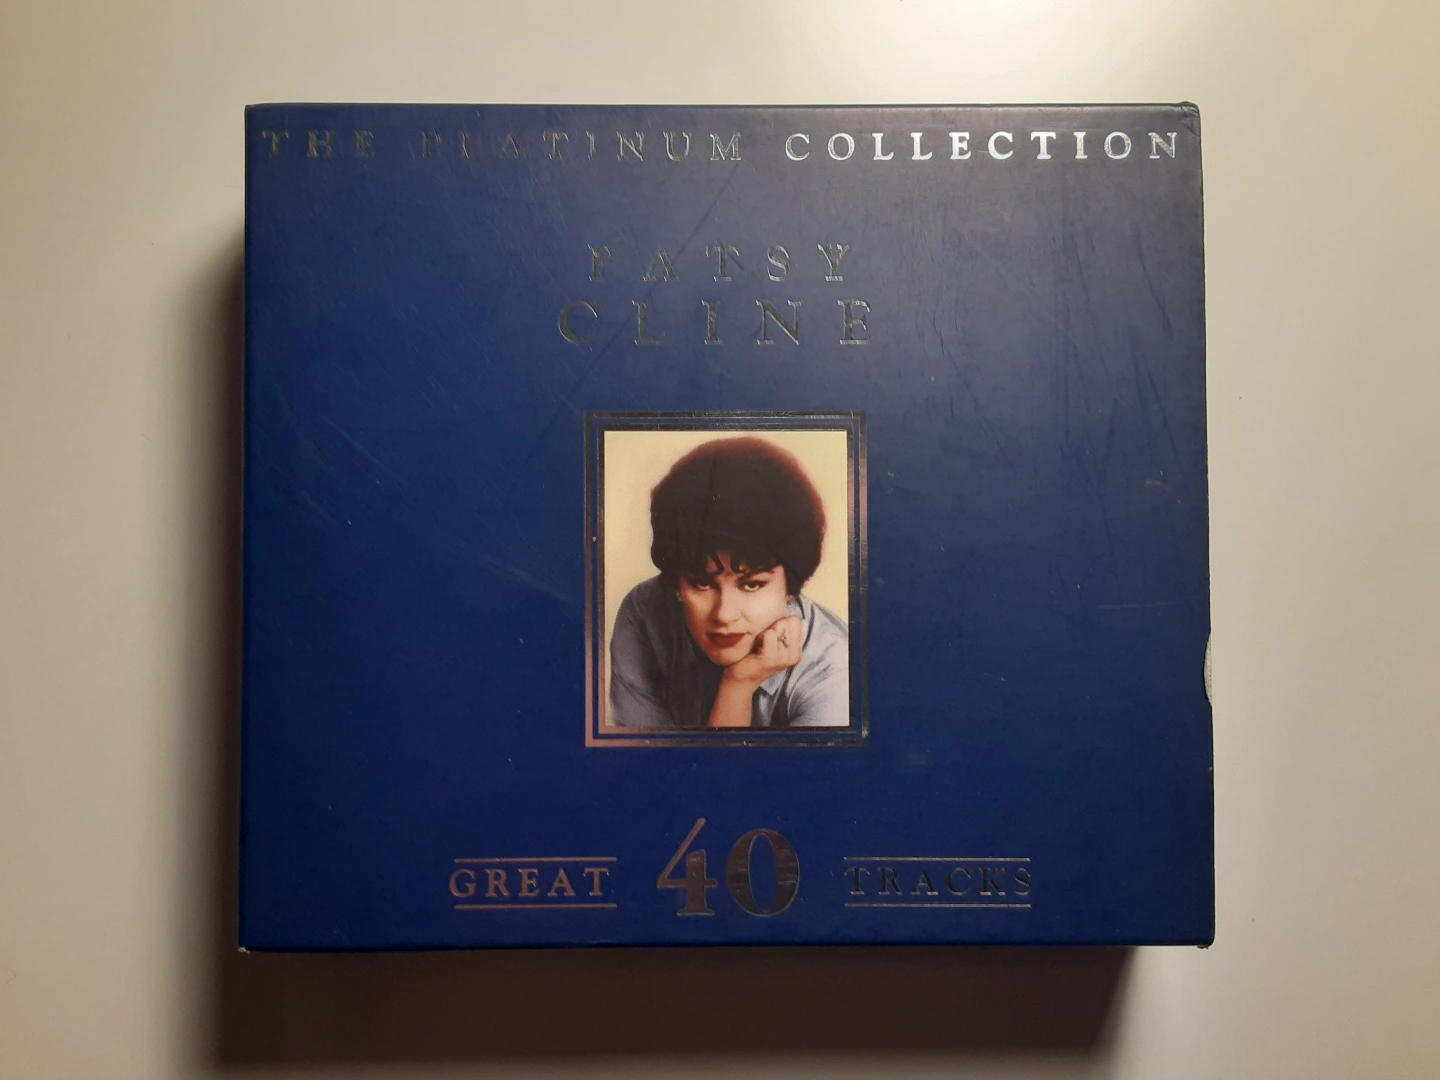 THE PLATINUM COLLECTION
PATSY
CLINE
GREAT 40 TRACKS